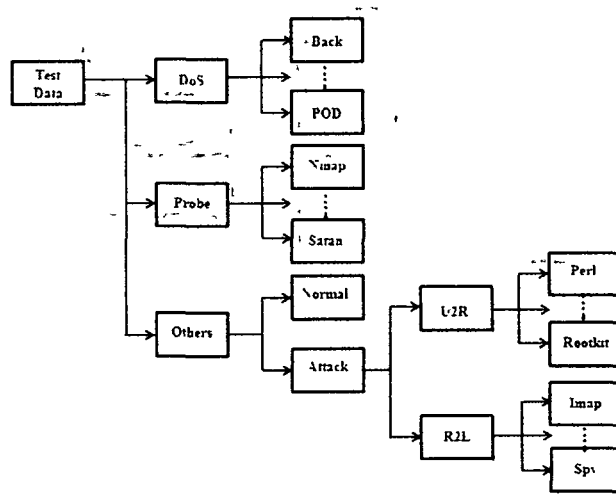 Test
Data
DoS
Back
POD
Probe
Nmap
Satan
Others
Normal
Attack
U2R
Perl
Rootkit
R2L
Imap
Spy